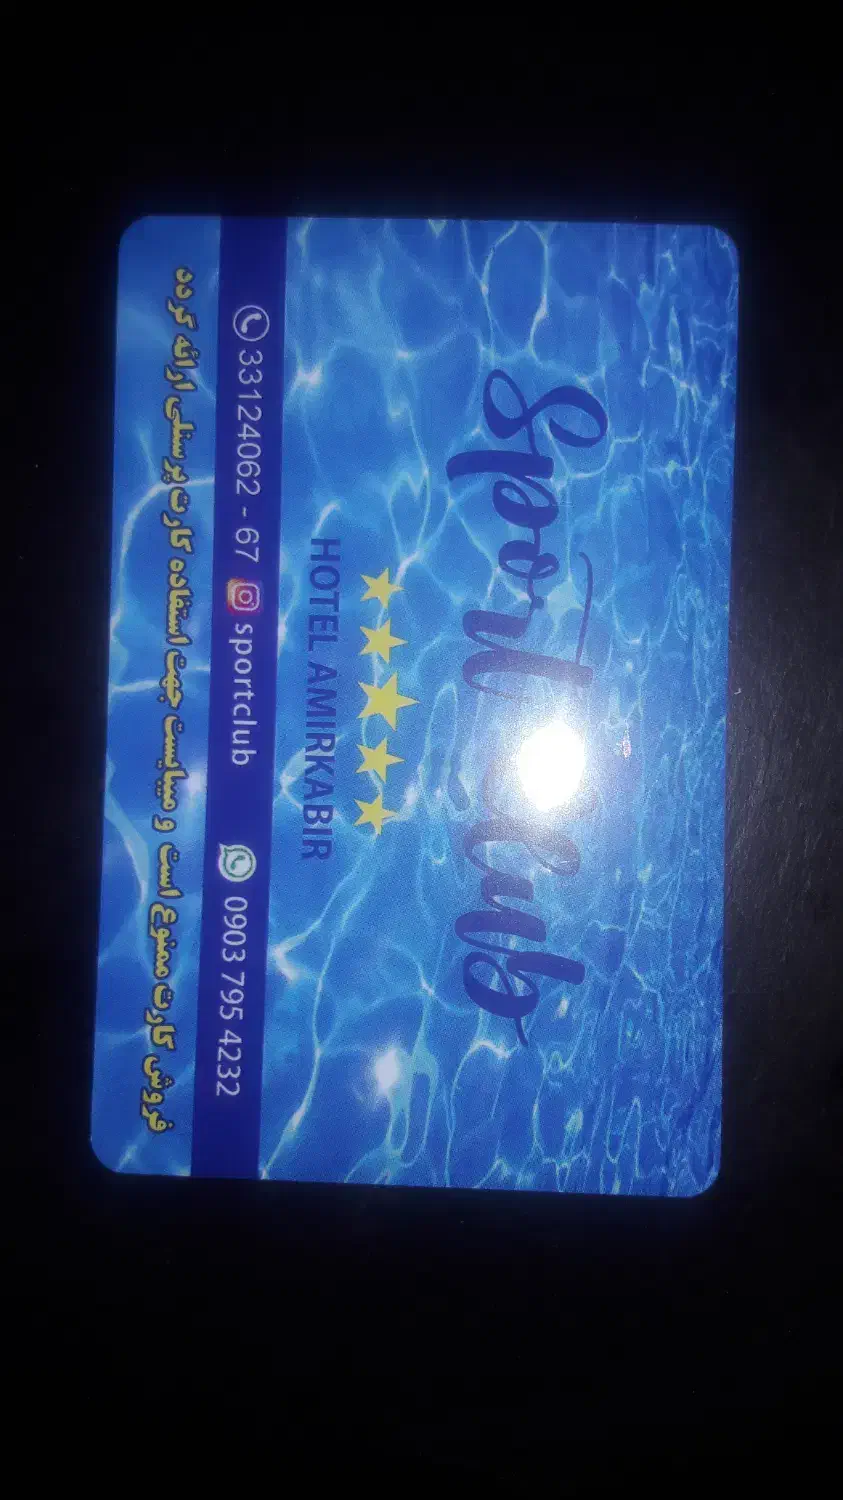 Sport Club
HOTEL AMIRKABIR
33124062 - 67 sportclub 0903 795 4232
فروش کارت ممنوع است و میبایست جهت استفاده کارت پرسنلی ارائه گردد